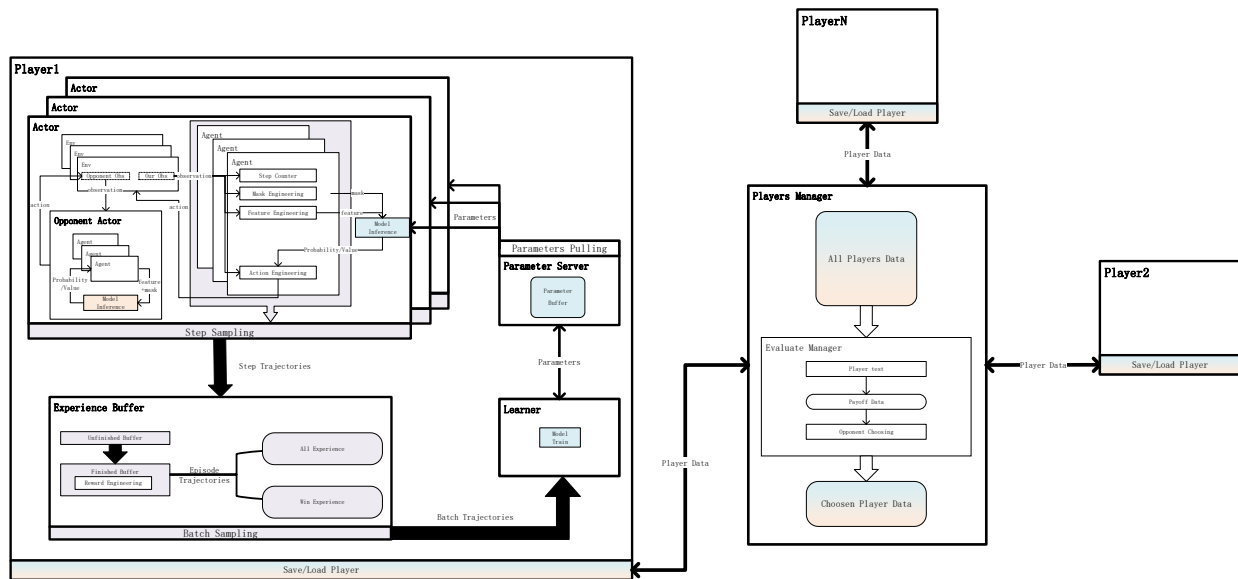 Player1
Actor
Actor
Actor
Env
Env
Env
Opponent Obs
Our Obs
observation
observation
action
action
Opponent Actor
Agent
Agent
Agent
Probability
/Value
feature
+mask
Model
Inference
Agent
Agent
Agent
Step Counter
Mask Engineering
Feature Engineering
Action Engineering
mask
feature
Model
Inference
Probability/Value
Step Sampling
Step Trajectories
Parameters
Parameters Pulling
Parameter Server
Parameter
Buffer
Parameters
Learner
Model
Train
Experience Buffer
Unfinished Buffer
Finished Buffer
Reward Engineering
Episode
Trajectories
All Experience
Win Experience
Batch Sampling
Batch Trajectories
Save/Load Player
Player Data
PlayerN
Save/Load Player
Player Data
Players Manager
All Players Data
Evaluate Manager
Player test
Payoff Data
Opponent Choosing
Choosen Player Data
Player Data
Player2
Save/Load Player